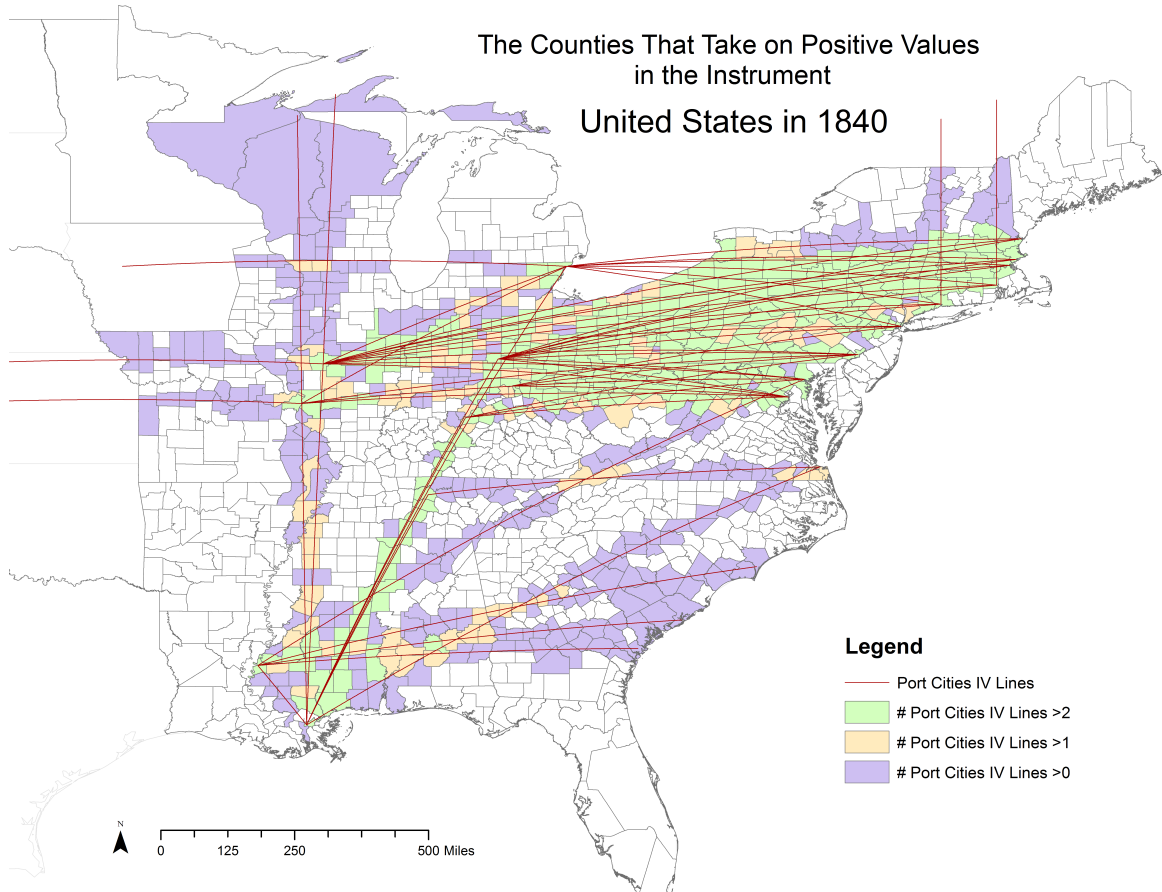 The Counties That Take on Positive Values
in the Instrument
United States in 1840
Legend
Port Cities IV Lines
# Port Cities IV Lines >2
# Port Cities IV Lines >1
# Port Cities IV Lines >0
N
0 125 250 500 Miles